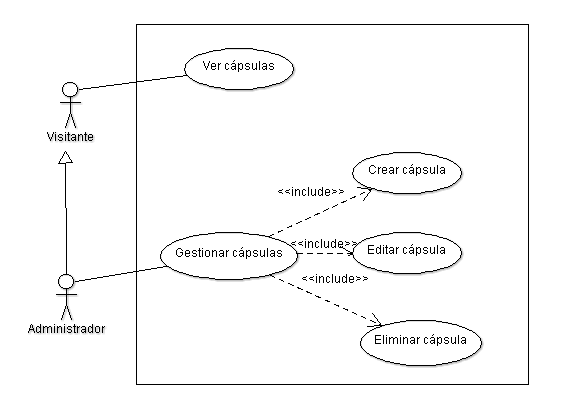 Ver cápsulas
Visitante
Crear cápsula
<<include>>
Gestionar cápsulas
<<include>>
Editar cápsula
<<include>>
Administrador
Eliminar cápsula